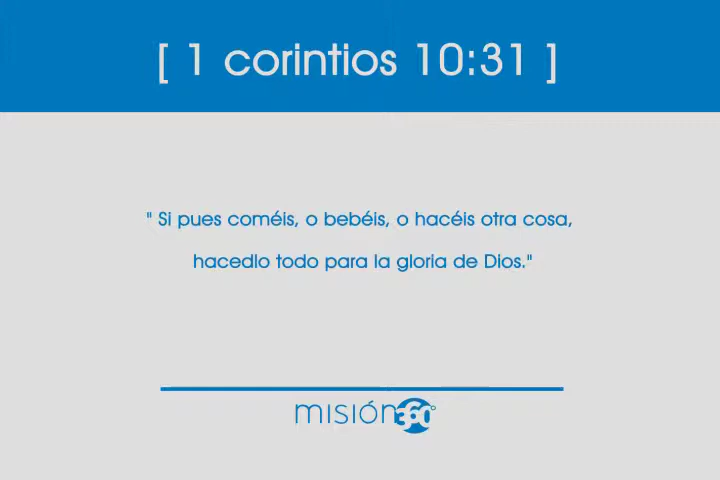 [ 1 corintios 10:31 ]
" Si pues coméis, o bebéis, o hacéis otra cosa,
hacedlo todo para la gloria de Dios."
misión360°